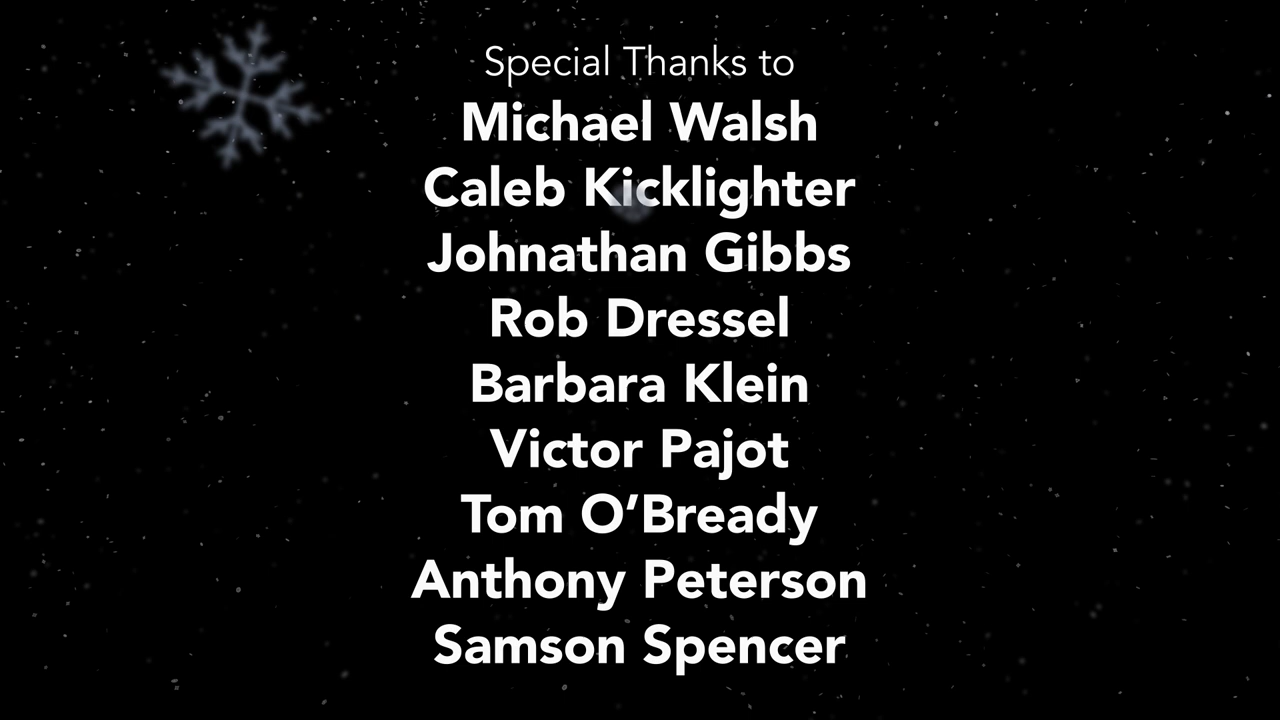 Special Thanks to
Michael Walsh
Caleb Kicklighter
Johnathan Gibbs
Rob Dressel
Barbara Klein
Victor Pajot
Tom O’Bready
Anthony Peterson
Samson Spencer